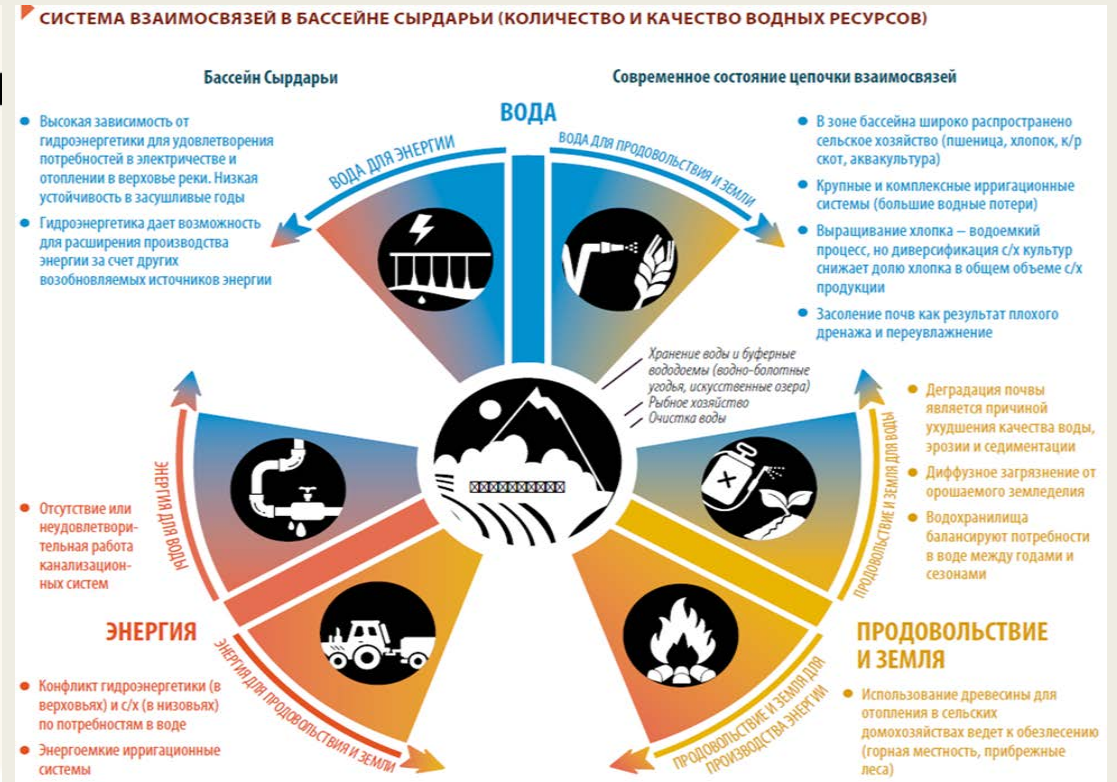 СИСТЕМА ВЗАИМОСВЯЗЕЙ В БАССЕЙНЕ СЫРДАРЬИ (КОЛИЧЕСТВО И КАЧЕСТВО ВОДНЫХ РЕСУРСОВ)
Бассейн Сырдарьи
Современное состояние цепочки взаимосвязей
ВОДА
ВОДА ДЛЯ ЭНЕРГИИ
ВОДА ДЛЯ ПРОДОВОЛЬСТВИЯ И ЗЕМЛИ
Высокая зависимость от
гидроэнергетики для удовлетворения
потребностей в электричестве и
отоплении в верховье реки. Низкая
устойчивость в засушливые годы
Гидроэнергетика дает возможность
для расширения производства
энергии за счет других
возобновляемых источников энергии
В зоне бассейна широко распространено
сельское хозяйство (пшеница, хлопок, к/р
скот, аквакультура)
Крупные и комплексные ирригационные
системы (большие водные потери)
Выращивание хлопка – водоемкий
процесс, но диверсификация с/х культур
снижает долю хлопка в общем объеме с/х
продукции
Засоление почв как результат плохого
дренажа и переувлажнение
Хранение воды и буферные
вододоемы (водно-болотные
угодья, искусственные озера)
Рыбное хозяйство
Очистка воды
Деградация почвы
является причиной
ухудшения качества воды,
эрозии и седиментации
Диффузное загрязнение от
орошаемого земледелия
Водохранилища
балансируют потребности
в воде между годами и
сезонами
ПРОДОВОЛЬСТВИЕ И ЗЕМЛЯ ДЛЯ ВОДЫ
ЭНЕРГИЯ ДЛЯ ВОДЫ
Отсутствие или
неудовлетвори-
тельная работа
канализацион-
ных систем
ЭНЕРГИЯ
ПРОДОВОЛЬСТВИЕ
И ЗЕМЛЯ
ЭНЕРГИЯ ДЛЯ ПРОДОВОЛЬСТВИЯ И ЗЕМЛИ
ПРОДОВОЛЬСТВИЕ И ЗЕМЛЯ ДЛЯ
ПРОИЗВОДСТВА ЭНЕРГИИ
Конфликт гидроэнергетики (в
верховьях) и с/х (в низовьях)
по потребностям в воде
Энергоемкие ирригационные
системы
Использование древесины для
отопления в сельских
домохозяйствах ведет к обезлесению
(горная местность, прибрежные
леса)